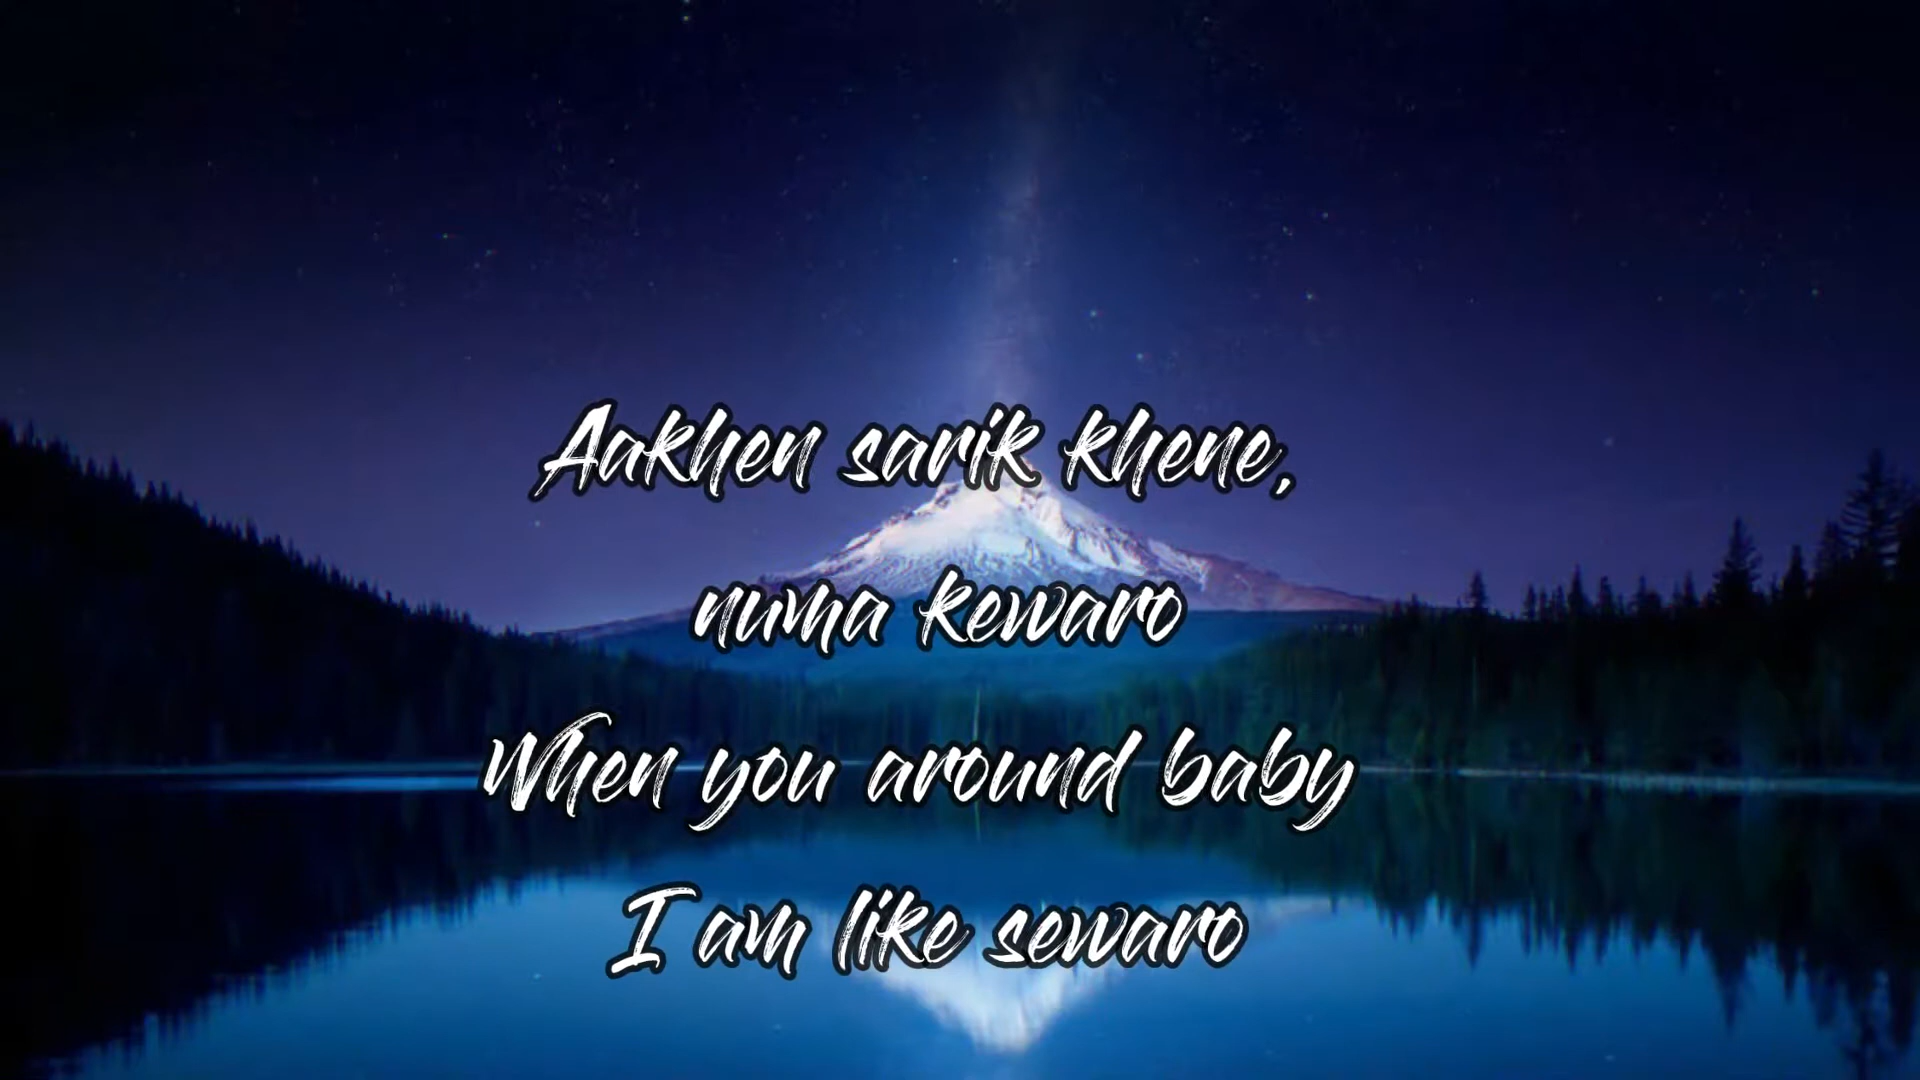 Aakhen sarik khene,
numa kewaro
When you around baby
I am like sewaro